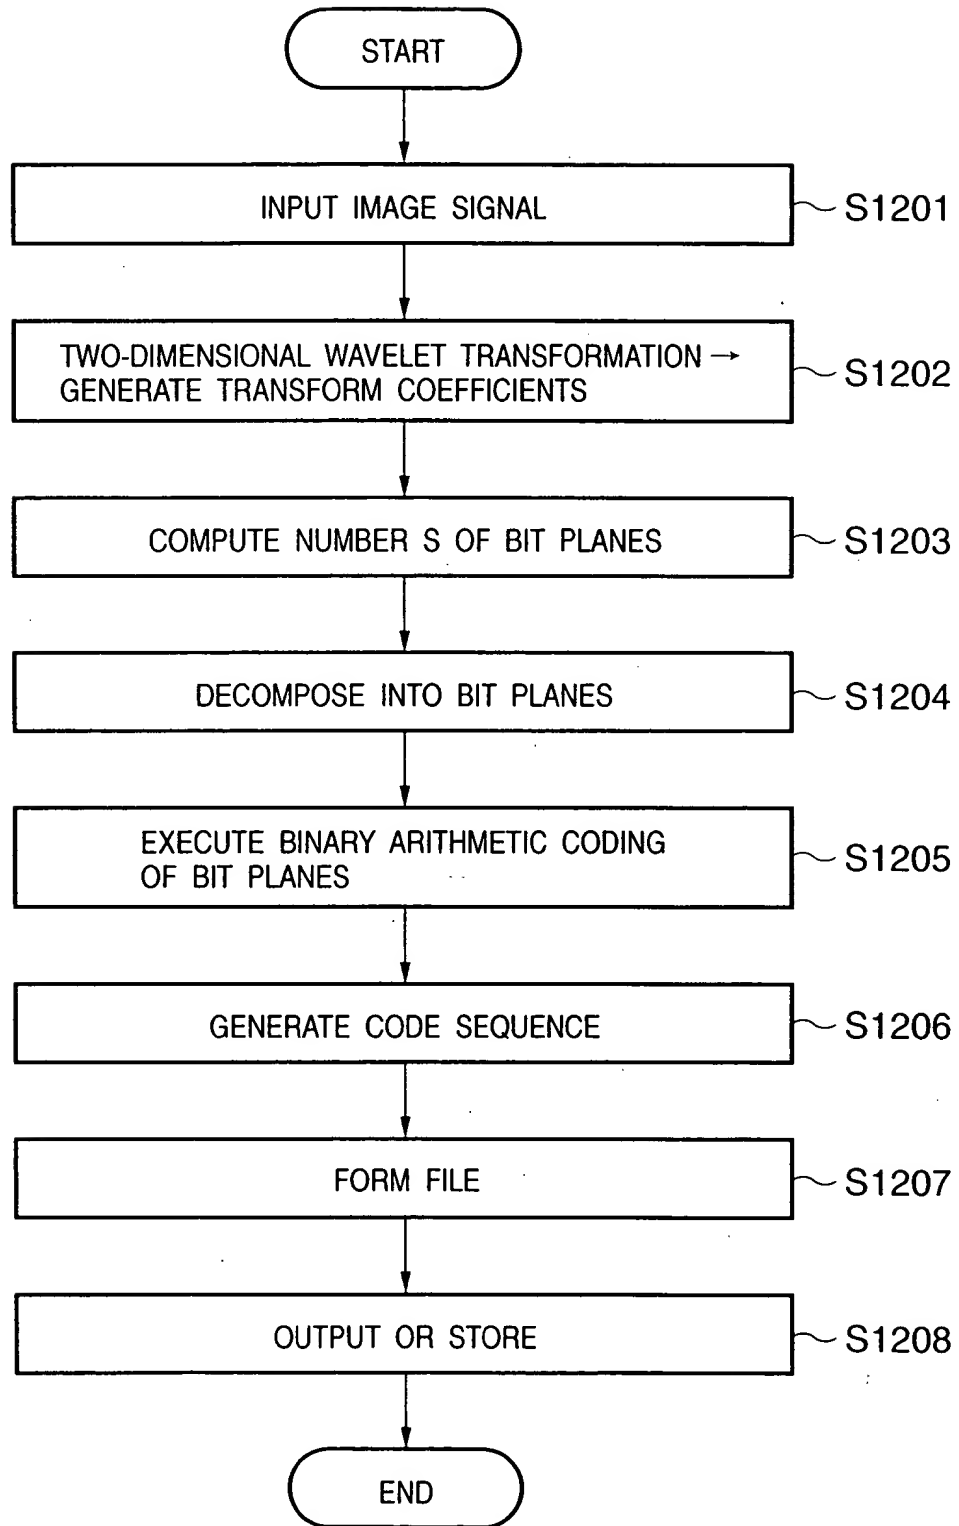 START
INPUT IMAGE SIGNAL
S1201
TWO-DIMENSIONAL WAVELET TRANSFORMATION →
GENERATE TRANSFORM COEFFICIENTS
S1202
COMPUTE NUMBER S OF BIT PLANES
S1203
DECOMPOSE INTO BIT PLANES
S1204
EXECUTE BINARY ARITHMETIC CODING
OF BIT PLANES
S1205
GENERATE CODE SEQUENCE
S1206
FORM FILE
S1207
OUTPUT OR STORE
S1208
END